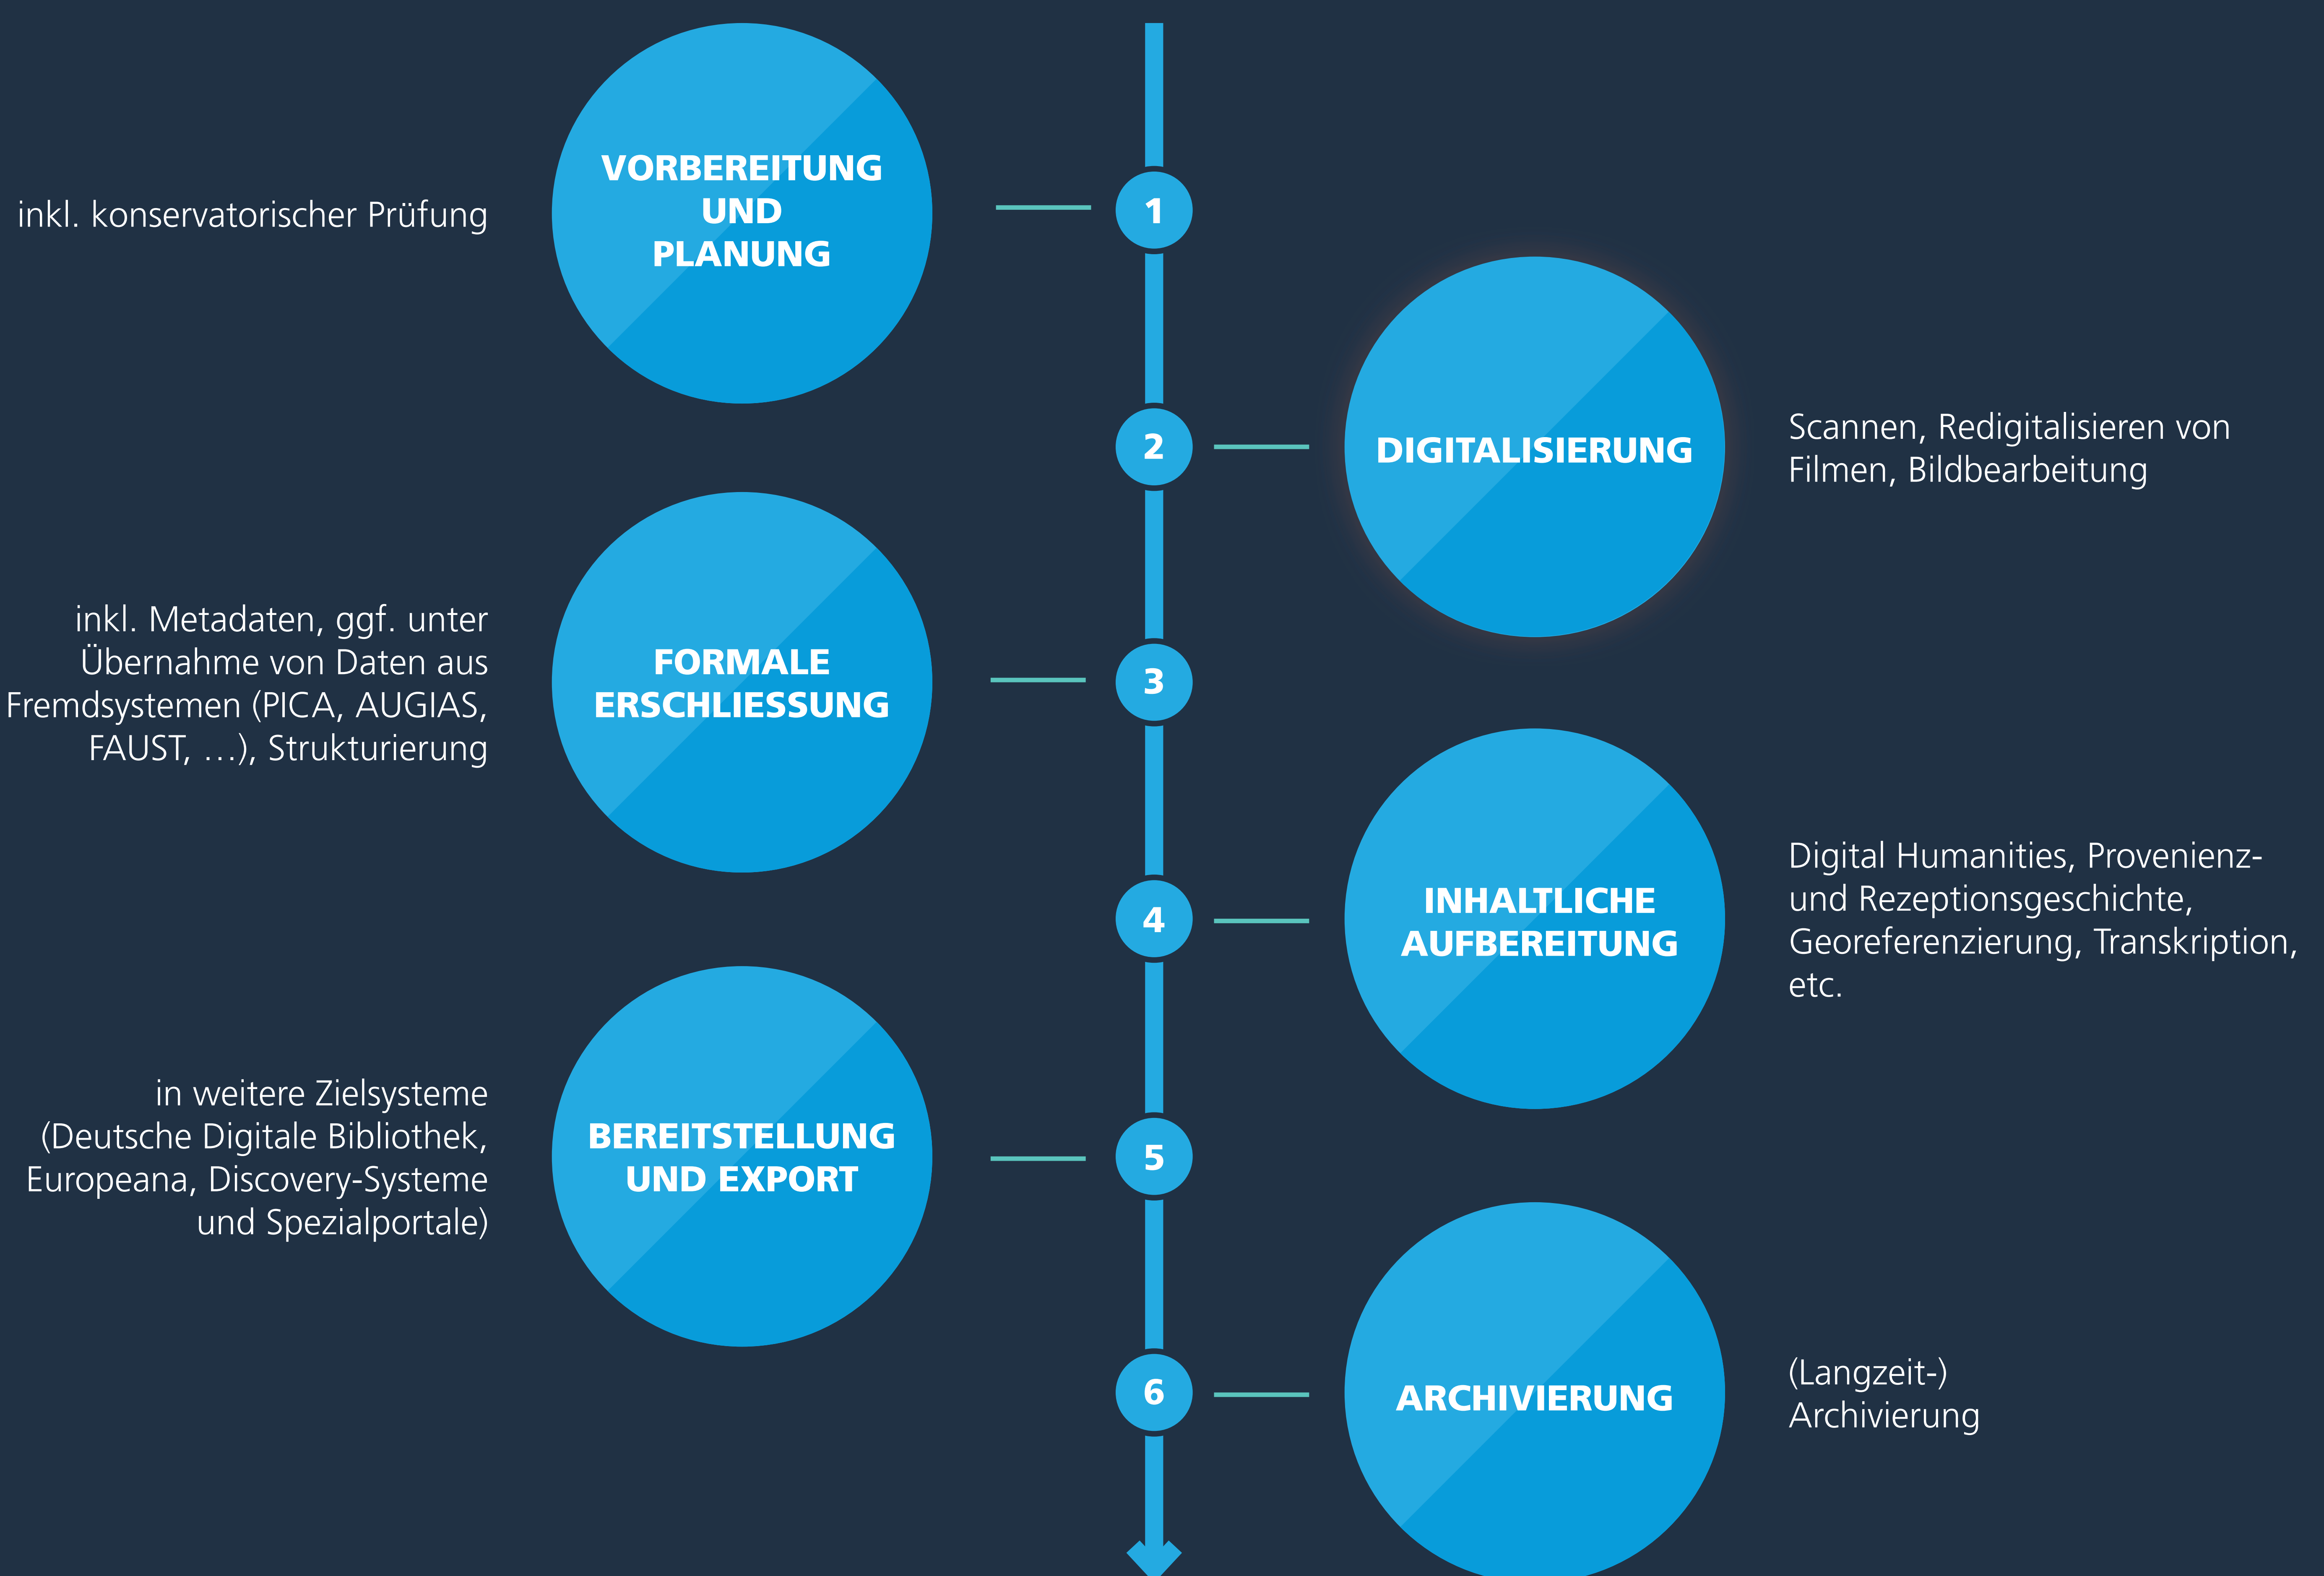 inkl. konservatorischer Prüfung
VORBEREITUNG
UND
PLANUNG
1
2
DIGITALISIERUNG
Scannen, Redigitalisieren von
Filmen, Bildbearbeitung
inkl. Metadaten, ggf. unter
Übernahme von Daten aus
Fremdsystemen (PICA, AUGIAS,
FAUST, …), Strukturierung
FORMALE
ERSCHLIESSUNG
3
4
INHALTLICHE
AUFBEREITUNG
Digital Humanities, Provenienz-
und Rezeptionsgeschichte,
Georeferenzierung, Transkription,
etc.
in weitere Zielsysteme
(Deutsche Digitale Bibliothek,
Europeana, Discovery-Systeme
und Spezialportale)
BEREITSTELLUNG
UND EXPORT
5
6
ARCHIVIERUNG
(Langzeit-)
Archivierung